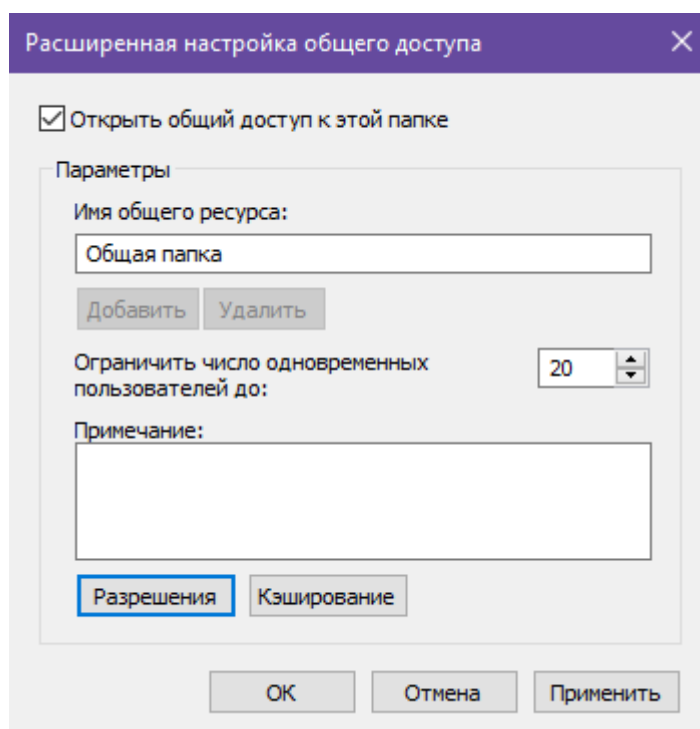 Расширенная настройка общего доступа
Открыть общий доступ к этой папке
Параметры
Имя общего ресурса:
Общая папка
Добавить Удалить
Ограничить число одновременных
пользователей до:
20
Примечание:
Разрешения Кэширование
ОК Отмена Применить